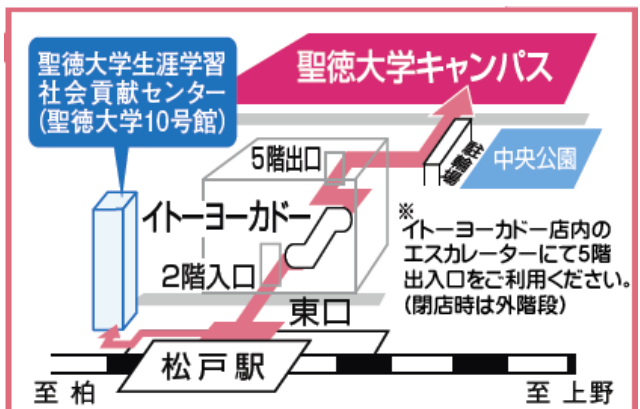 聖徳大学生涯学習
社会貢献センター
(聖徳大学10号館)
聖徳大学キャンパス
5階出口
駐輪場
中央公園
イトーヨーカドー
2階入口
※
イトーヨーカドー店内の
エスカレーターにて5階
出入口をご利用ください。
(閉店時は外階段)
東口
松戸駅
至 柏
至 上野